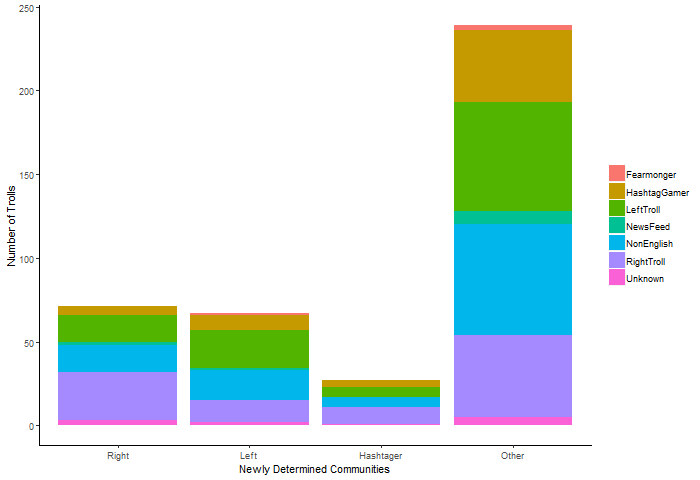 250
200
150
100
50
0
Number of Trolls
Right
Left
Hashtager
Other
Newly Determined Communities
Fearmonger
HashtagGamer
LeftTroll
NewsFeed
NonEnglish
RightTroll
Unknown